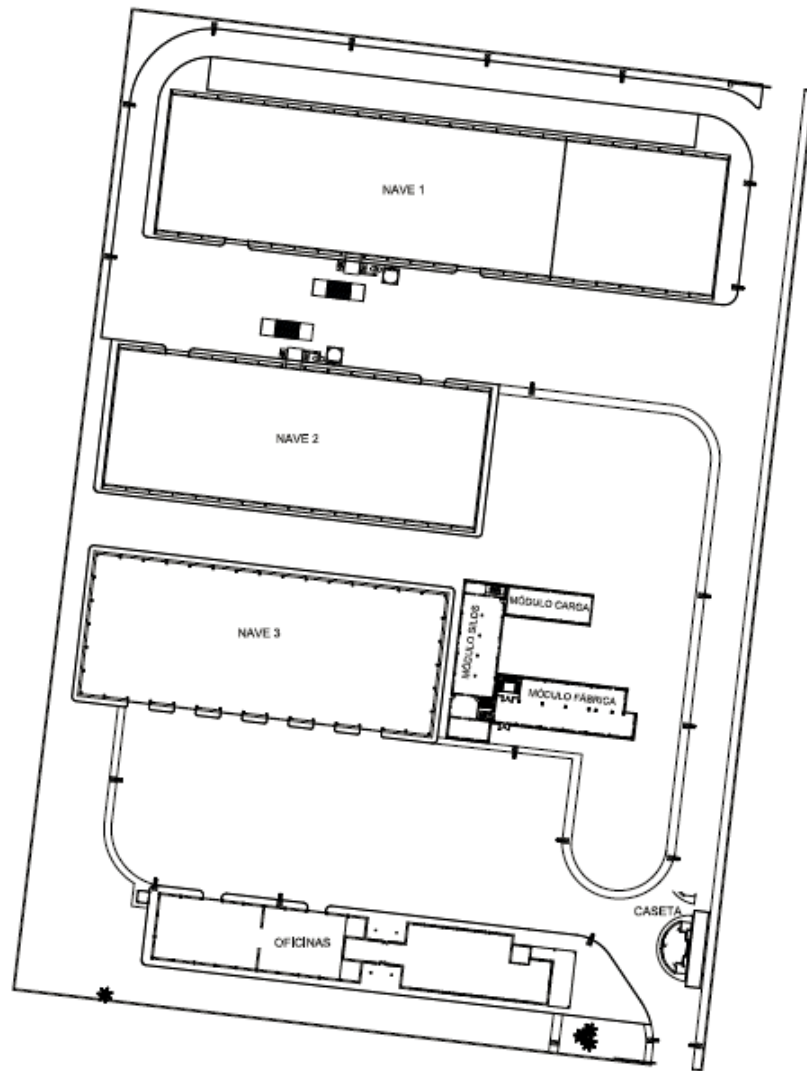 NAVE 1
NAVE 2
NAVE 3
MÓDULO CARGA
MÓDULO SILOS
MÓDULO FÁBRICA
CASETA
OFICINAS